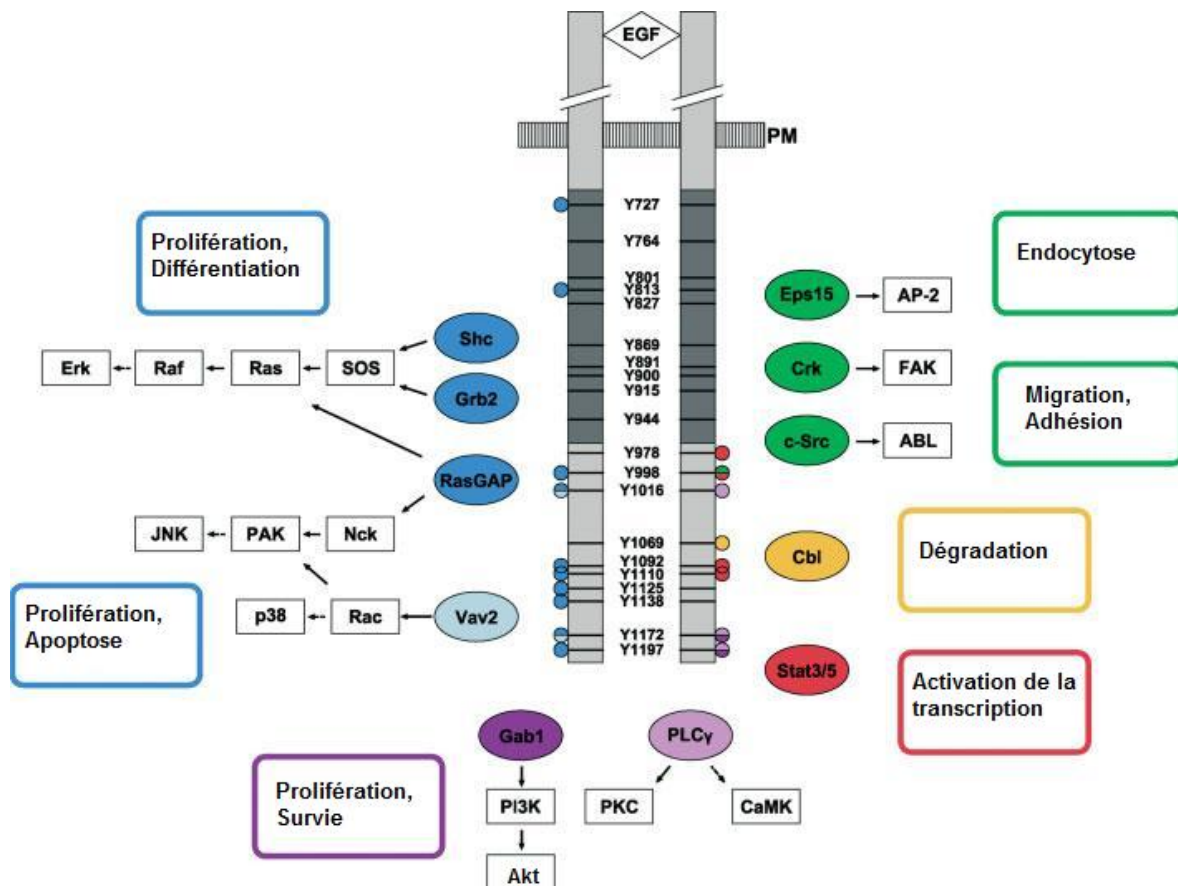 EGF
PM
Y727
Y764
Y801
Y813
Y827
Y869
Y891
Y900
Y915
Y944
Y978
Y998
Y1016
Y1069
Y1092
Y1110
Y1125
Y1138
Y1172
Y1197
Prolifération,
Différentiation
Shc
Erk
Raf
Ras
SOS
Grb2
RasGAP
JNK
PAK
Nck
Prolifération,
Apoptose
p38
Rac
Vav2
Endocytose
Eps15
AP-2
Crk
FAK
Migration,
Adhésion
c-Src
ABL
Cbl
Dégradation
Stat3/5
Activation de la
transcription
Gab1
PLCγ
Prolifération,
Survie
PI3K
PKC
CaMK
Akt